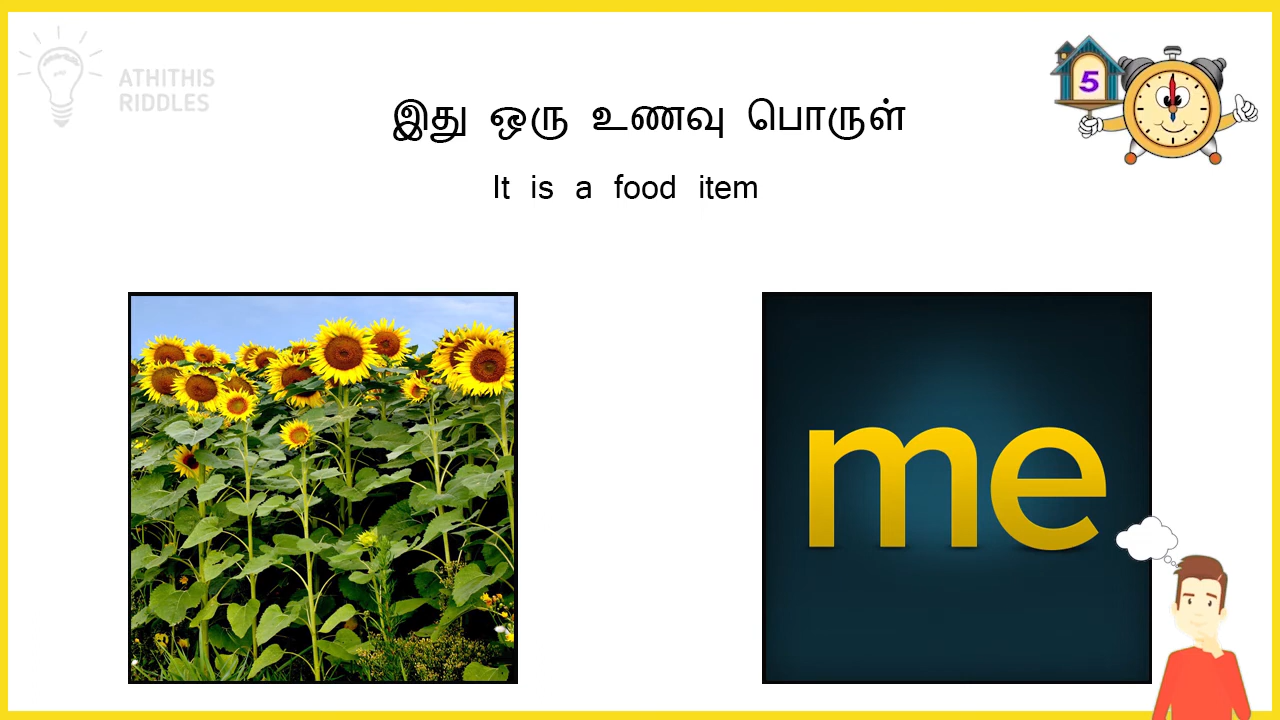 ATHITHIS
RIDDLES
5
இது ஒரு உணவு பொருள்
It is a food item
me